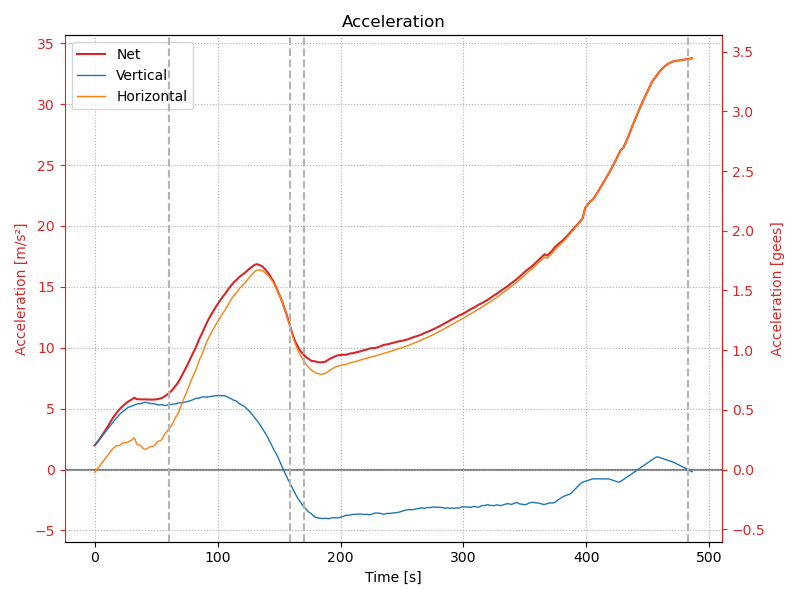 Acceleration
Net
Vertical
Horizontal
35
30
25
20
15
10
5
0
−5
Acceleration [m/s²]
3.5
3.0
2.5
2.0
1.5
1.0
0.5
0.0
−0.5
Acceleration [gees]
0 100 200 300 400 500
Time [s]